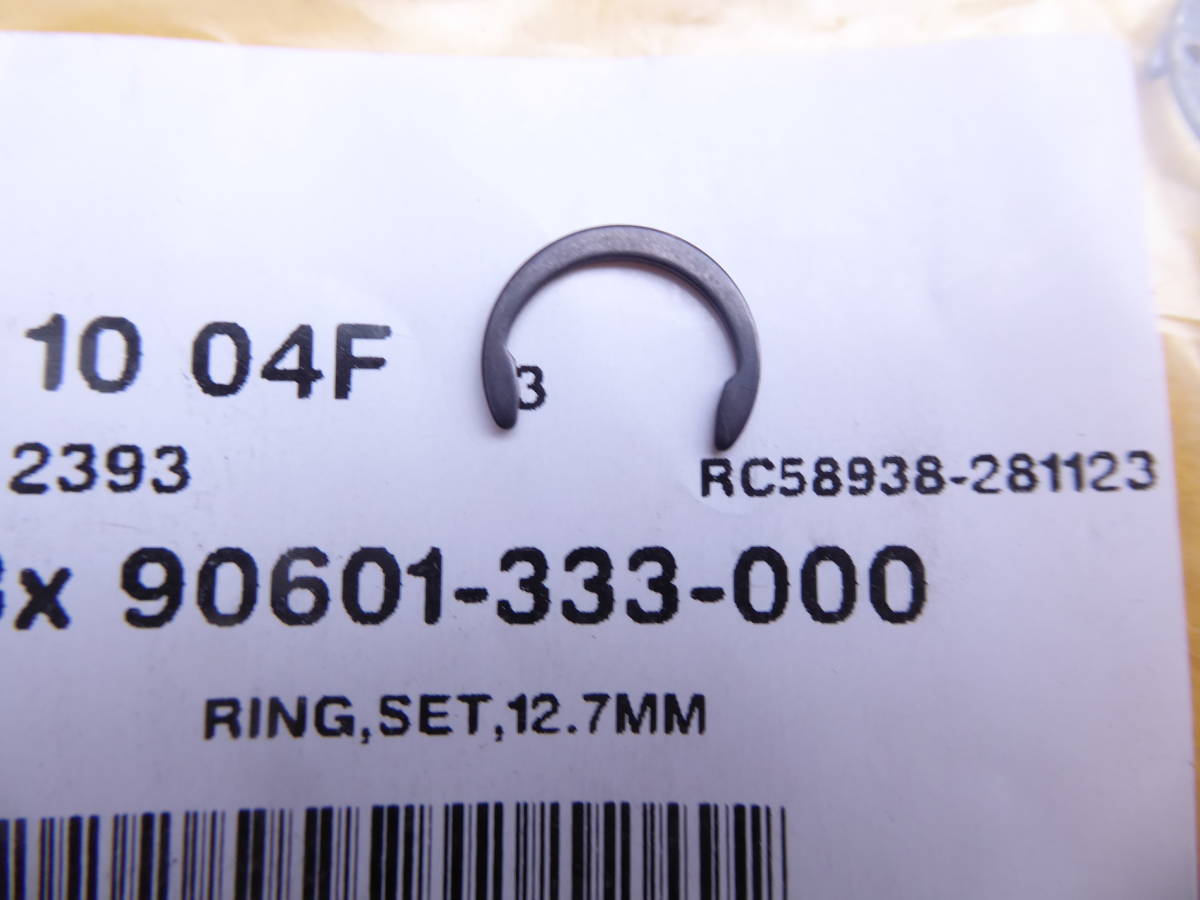 10 04F 3
2393 RC58938-281123
x 90601-333-000
RING,SET,12.7MM